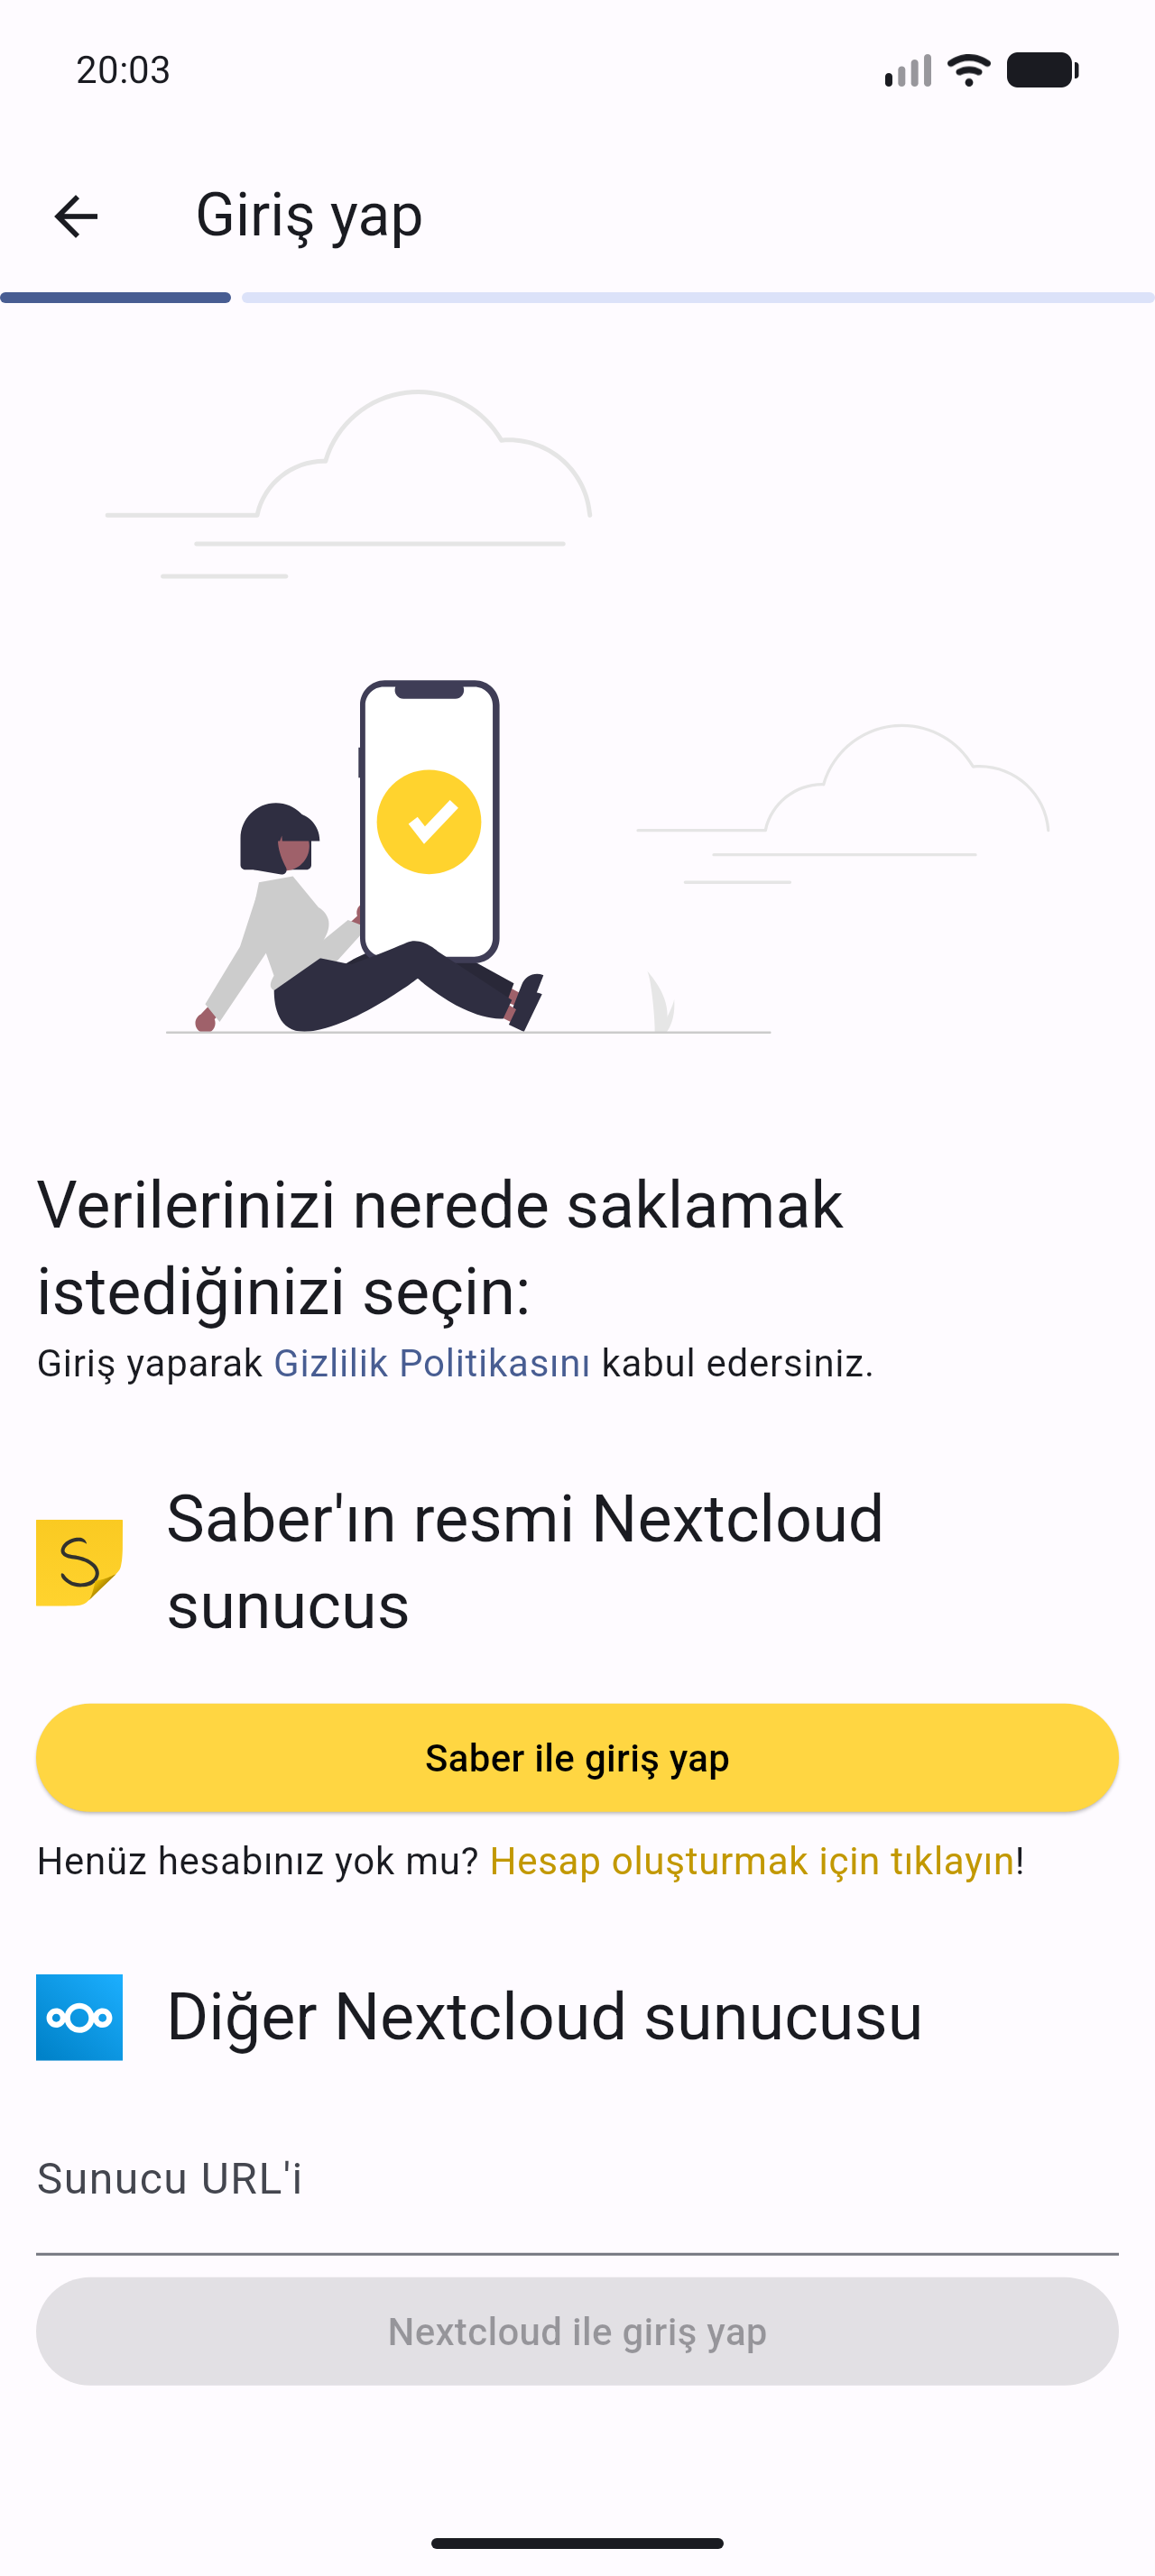 20:03
Giriş yap
Verilerinizi nerede saklamak
istediğinizi seçin:
Giriş yaparak Gizlilik Politikasını kabul edersiniz.
Saber'ın resmi Nextcloud
sunucus
Saber ile giriş yap
Henüz hesabınız yok mu? Hesap oluşturmak için tıklayın!
Diğer Nextcloud sunucusu
Sunucu URL'i
Nextcloud ile giriş yap